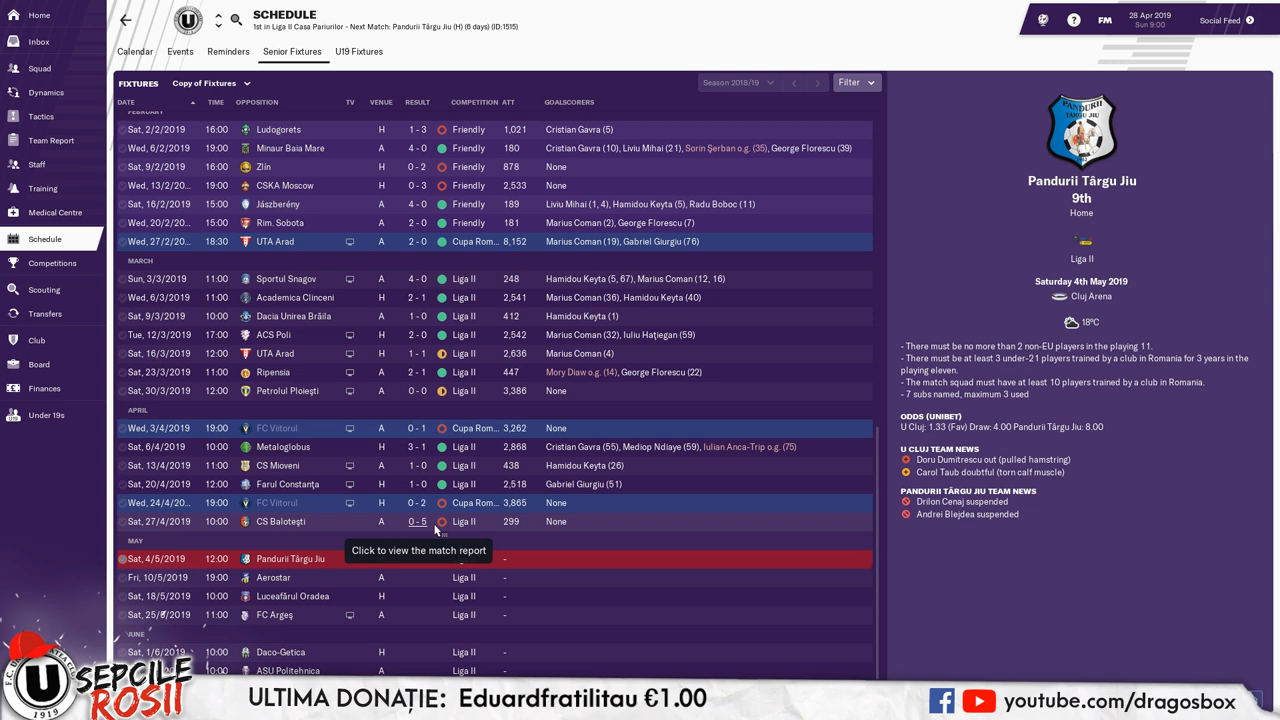 Home
Inbox
Squad
Dynamics
Tactics
Team Report
Staff
Training
Medical Centre
Schedule
Competitions
Scouting
Transfers
Club
Board
Finances
Under 19s
SCHEDULE
1st in Liga II Casa Pariurilor - Next Match: Pandurii Târgu Jiu (H) (6 days) (ID:1515)
FM
28 Apr 2019
Sun 9:00
Social Feed
Calendar Events Reminders Senior Fixtures U19 Fixtures
FIXTURES Copy of Fixtures Season 2018/19 Filter
DATE TIME OPPOSITION TV VENUE RESULT COMPETITION ATT GOALSCORERS
FEBRUARY
Sat, 2/2/2019 16:00 Ludogorets H 1 - 3 Friendly 1,021 Cristian Gavra (5)
Wed, 6/2/2019 19:00 Minaur Baia Mare A 4 - 0 Friendly 180 Cristian Gavra (10), Liviu Mihai (21), Sorin Șerban o.g. (35), George Florescu (39)
Sat, 9/2/2019 16:00 Zlín H 0 - 2 Friendly 878 None
Wed, 13/2/20... 19:00 CSKA Moscow H 0 - 3 Friendly 2,533 None
Sat, 16/2/2019 15:00 Jászberény A 4 - 0 Friendly 189 Liviu Mihai (1, 4), Hamidou Keyta (5), Radu Boboc (11)
Wed, 20/2/20... 15:00 Rim. Sobota A 2 - 0 Friendly 181 Marius Coman (2), George Florescu (7)
Wed, 27/2/20... 18:30 UTA Arad A 2 - 0 Cupa Rom... 8,152 Marius Coman (19), Gabriel Giurgiu (76)
MARCH
Sun, 3/3/2019 11:00 Sportul Snagov A 4 - 0 Liga II 248 Hamidou Keyta (5, 67), Marius Coman (12, 16)
Wed, 6/3/2019 11:00 Academica Clinceni H 2 - 1 Liga II 2,541 Marius Coman (36), Hamidou Keyta (40)
Sat, 9/3/2019 10:00 Dacia Unirea Brăila A 1 - 0 Liga II 412 Hamidou Keyta (1)
Tue, 12/3/2019 17:00 ACS Poli H 2 - 0 Liga II 2,542 Marius Coman (32), Iuliu Hațiegan (59)
Sat, 16/3/2019 12:00 UTA Arad H 1 - 1 Liga II 2,636 Marius Coman (4)
Sat, 23/3/2019 11:00 Ripensia A 2 - 1 Liga II 447 Mory Diaw o.g. (14), George Florescu (22)
Sat, 30/3/2019 12:00 Petrolul Ploiești A 0 - 0 Liga II 3,386 None
APRIL
Wed, 3/4/2019 19:00 FC Viitorul A 0 - 1 Cupa Rom... 3,262 None
Sat, 6/4/2019 10:00 Metaloglobus H 3 - 1 Liga II 2,868 Cristian Gavra (55), Mediop Ndiaye (59), Iulian Anca-Trip o.g. (75)
Sat, 13/4/2019 11:00 CS Mioveni A 1 - 0 Liga II 438 Hamidou Keyta (26)
Sat, 20/4/2019 12:00 Farul Constanța H 1 - 0 Liga II 2,518 Gabriel Giurgiu (51)
Wed, 24/4/20... 19:00 FC Viitorul H 0 - 2 Cupa Rom... 3,865 None
Sat, 27/4/2019 10:00 CS Balotești A 0 - 5 Liga II 299 None
MAY
Click to view the match report
Sat, 4/5/2019 12:00 Pandurii Târgu Jiu -
Fri, 10/5/2019 19:00 Aerostar A Liga II -
Sat, 18/5/2019 10:00 Luceafărul Oradea H Liga II -
Sat, 25/5/2019 11:00 FC Argeș A Liga II -
JUNE
Sat, 1/6/2019 10:00 Daco-Getica H Liga II -
10:00 ASU Politehnica A Liga II -
PANDURII
TÂRGU JIU
Pandurii Târgu Jiu
9th
Home
Liga II
Saturday 4th May 2019
Cluj Arena
18ºC
- There must be no more than 2 non-EU players in the playing 11.
- There must be at least 3 under-21 players trained by a club in Romania for 3 years in the
playing eleven.
- The match squad must have at least 10 players trained by a club in Romania.
- 7 subs named, maximum 3 used
ODDS (UNIBET)
U Cluj: 1.33 (Fav) Draw: 4.00 Pandurii Târgu Jiu: 8.00
U CLUJ TEAM NEWS
Doru Dumitrescu out (pulled hamstring)
Carol Taub doubtful (torn calf muscle)
PANDURII TÂRGU JIU TEAM NEWS
Drilon Cenaj suspended
Andrei Blejdea suspended
U
1919
SEPCILE
ROSII
ULTIMA DONAȚIE: Eduardfratilitau €1.00
youtube.com/dragosbox